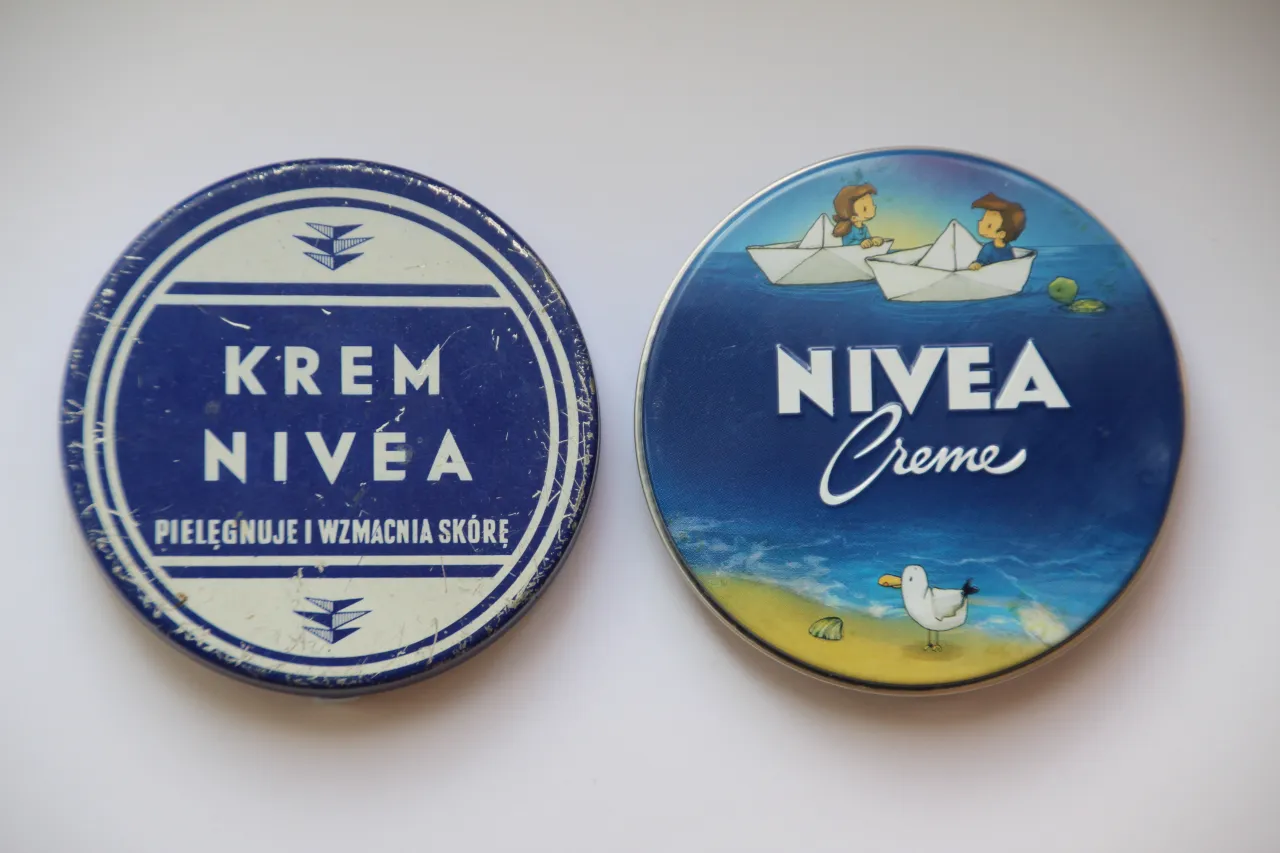 KREM
NIVEA
PIELĘGNUJE I WZMACNIA SKÓRĘ
NIVEA
Creme